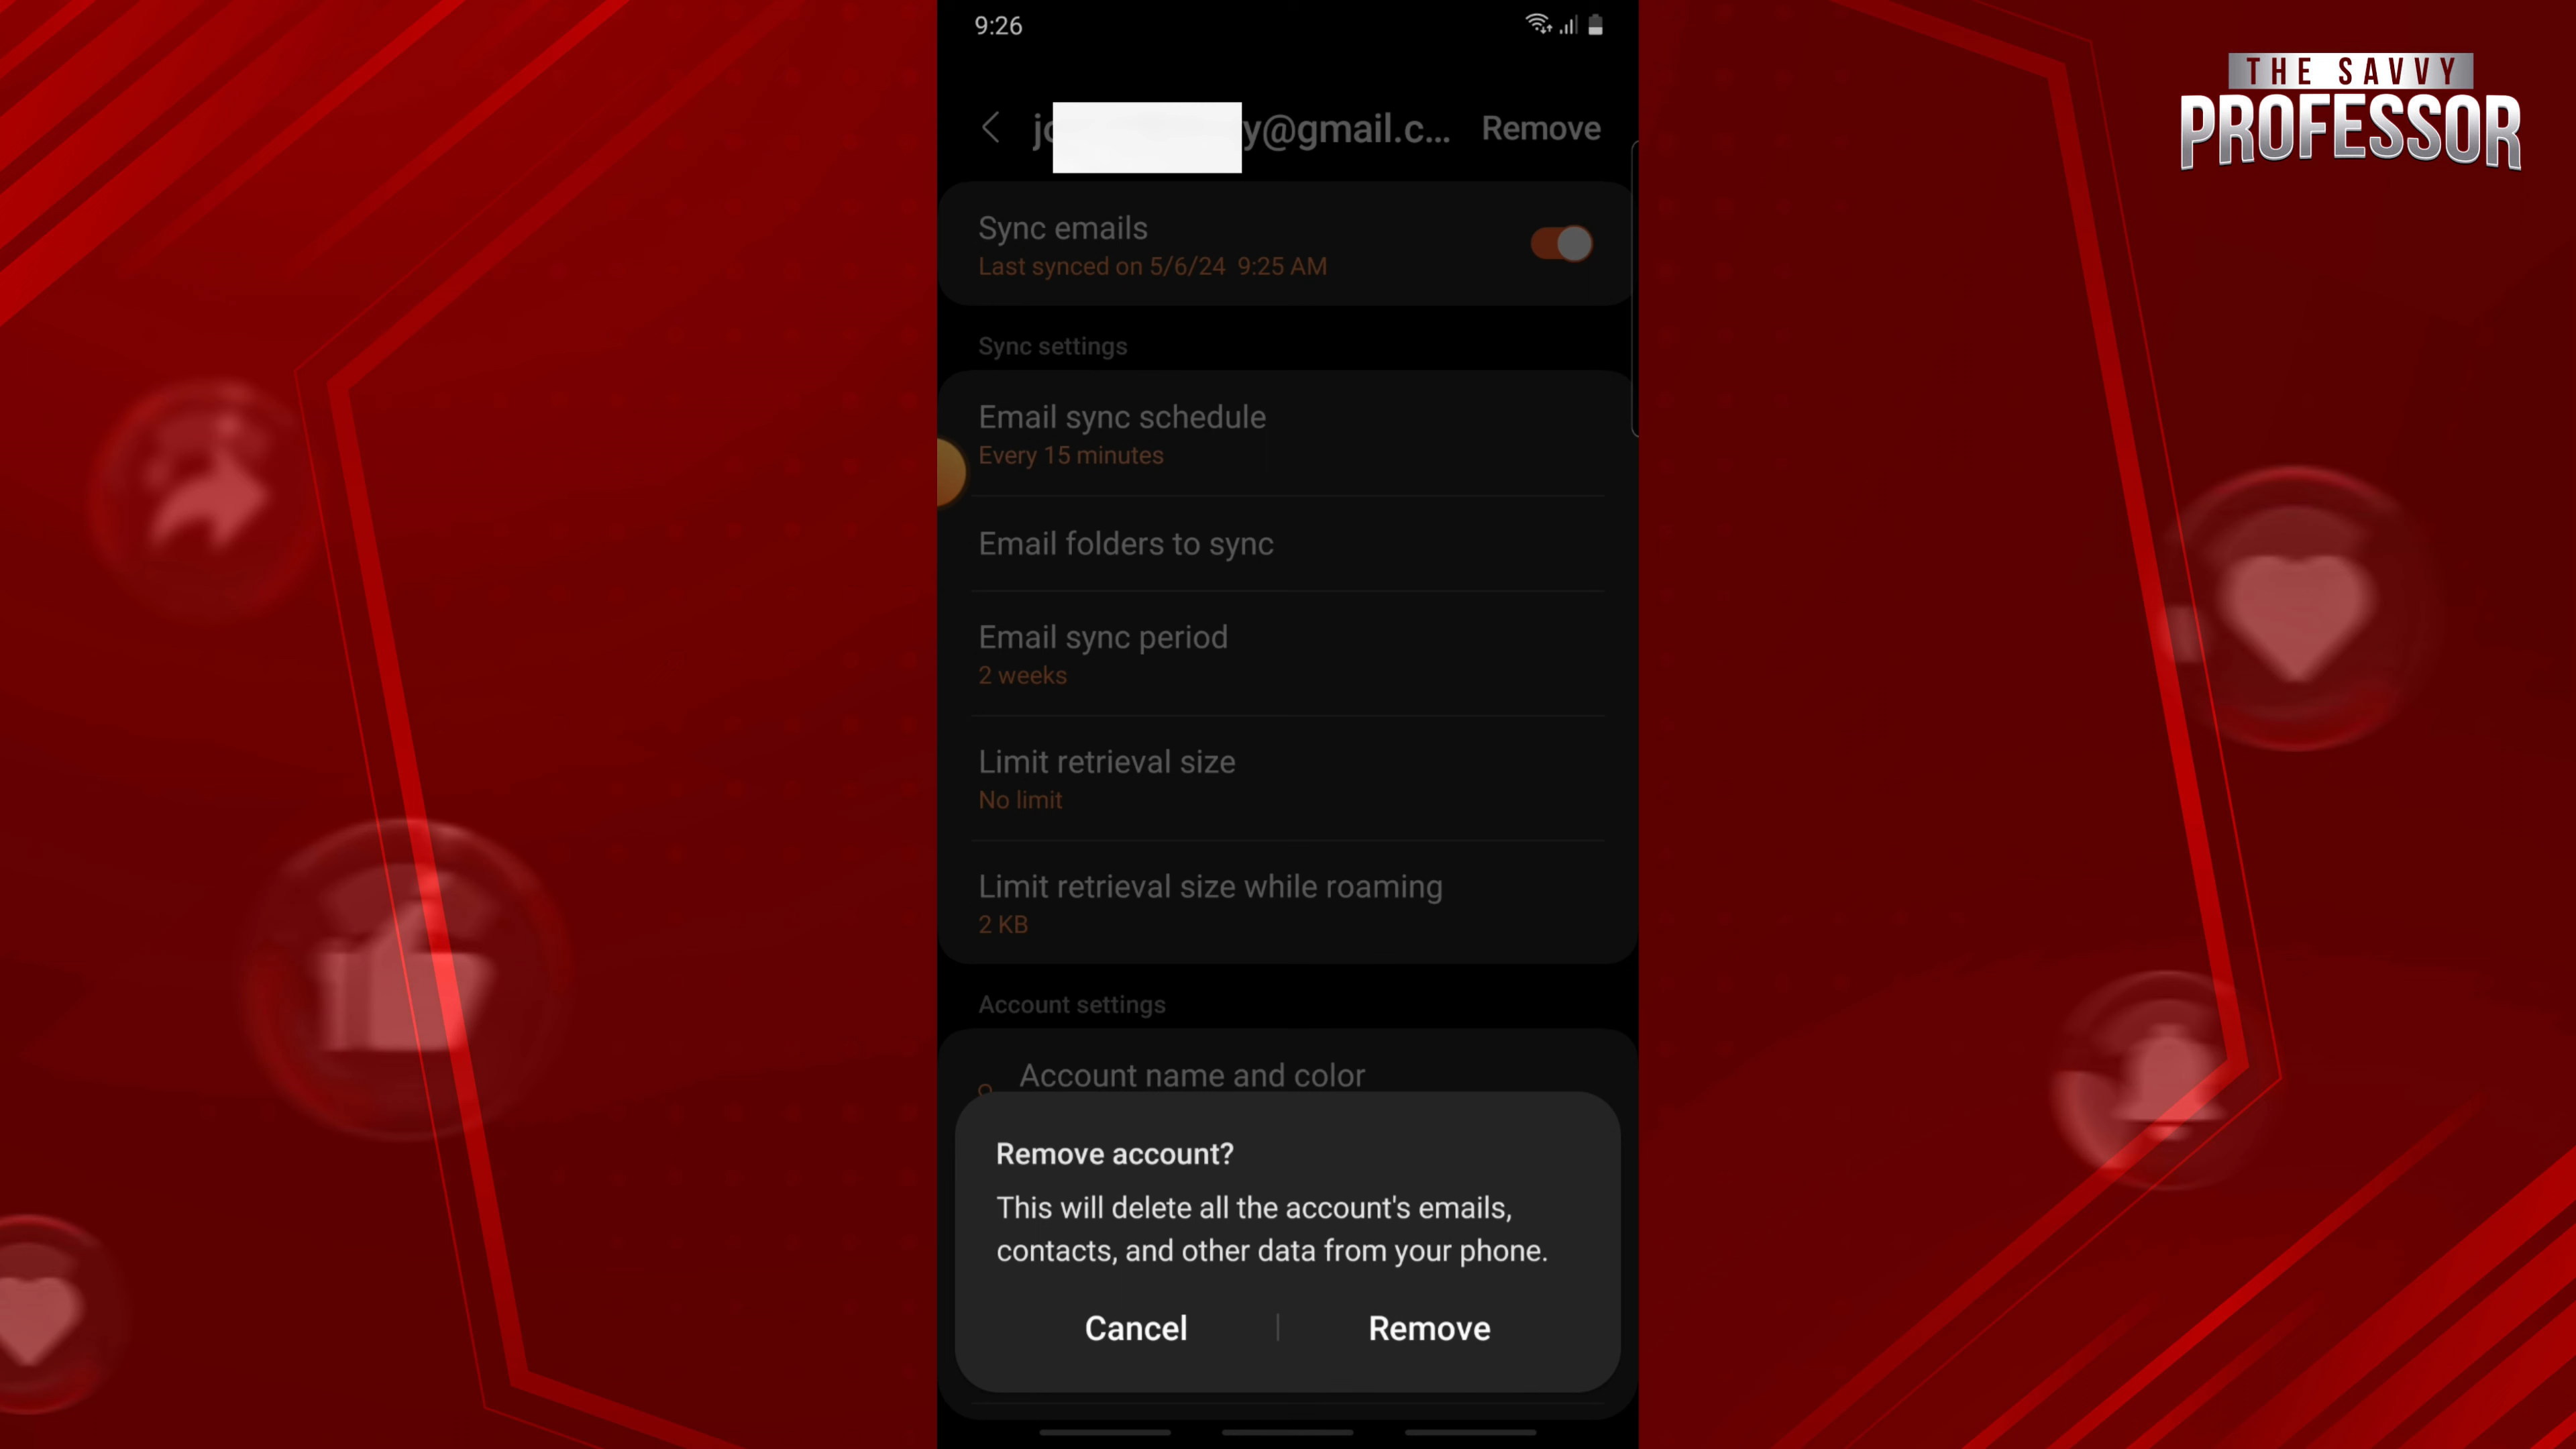 9:26
THE SAVVY
PROFESSOR
y@gmail.c... Remove
Sync emails
Last synced on 5/6/24 9:25 AM
Sync settings
Email sync schedule
Every 15 minutes
Email folders to sync
Email sync period
2 weeks
Limit retrieval size
No limit
Limit retrieval size while roaming
2 KB
Account settings
Account name and color
Remove account?
This will delete all the account's emails,
contacts, and other data from your phone.
Cancel | Remove